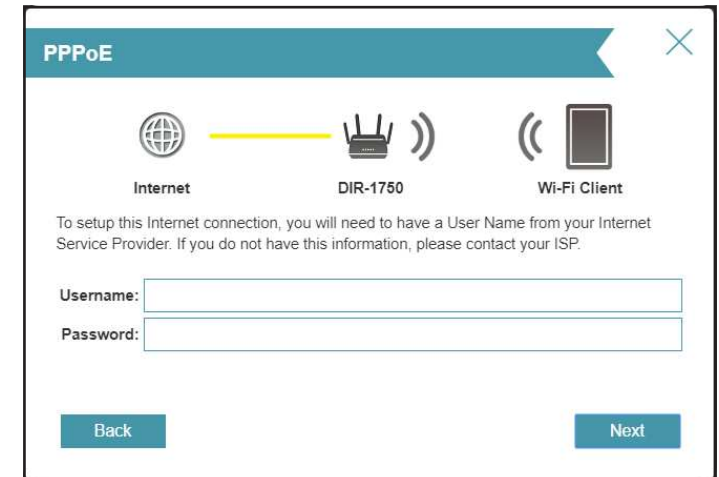 PPPoE
Internet
DIR-1750
Wi-Fi Client
To setup this Internet connection, you will need to have a User Name from your Internet
Service Provider. If you do not have this information, please contact your ISP.
Username:
Password:
Back
Next